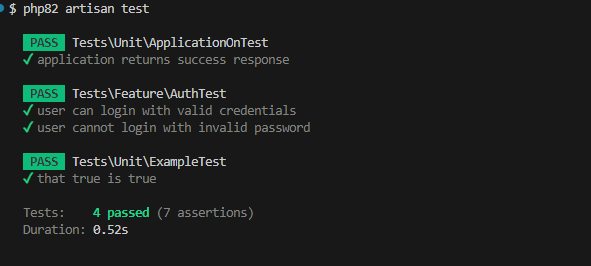 $ php82 artisan test
PASS Tests\Unit\ApplicationOnTest
✓ application returns success response
PASS Tests\Feature\AuthTest
✓ user can login with valid credentials
✓ user cannot login with invalid password
PASS Tests\Unit\ExampleTest
✓ that true is true
Tests: 4 passed (7 assertions)
Duration: 0.52s